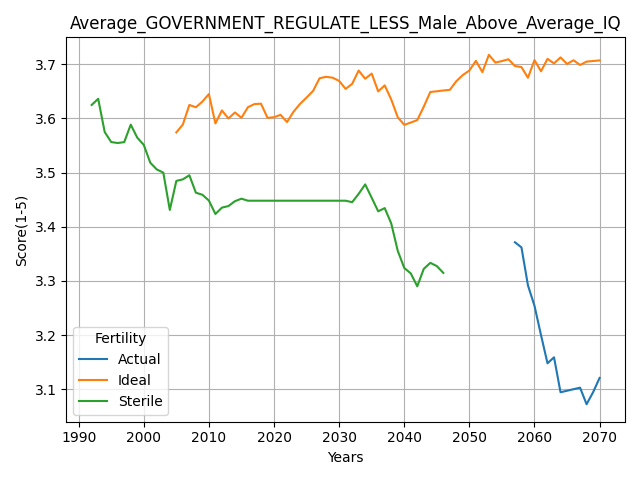 Average_GOVERNMENT_REGULATE_LESS_Male_Above_Average_IQ
Score(1-5)
3.7
3.6
3.5
3.4
3.3
3.2
3.1
Fertility
Actual
Ideal
Sterile
1990 2000 2010 2020 2030 2040 2050 2060 2070
Years